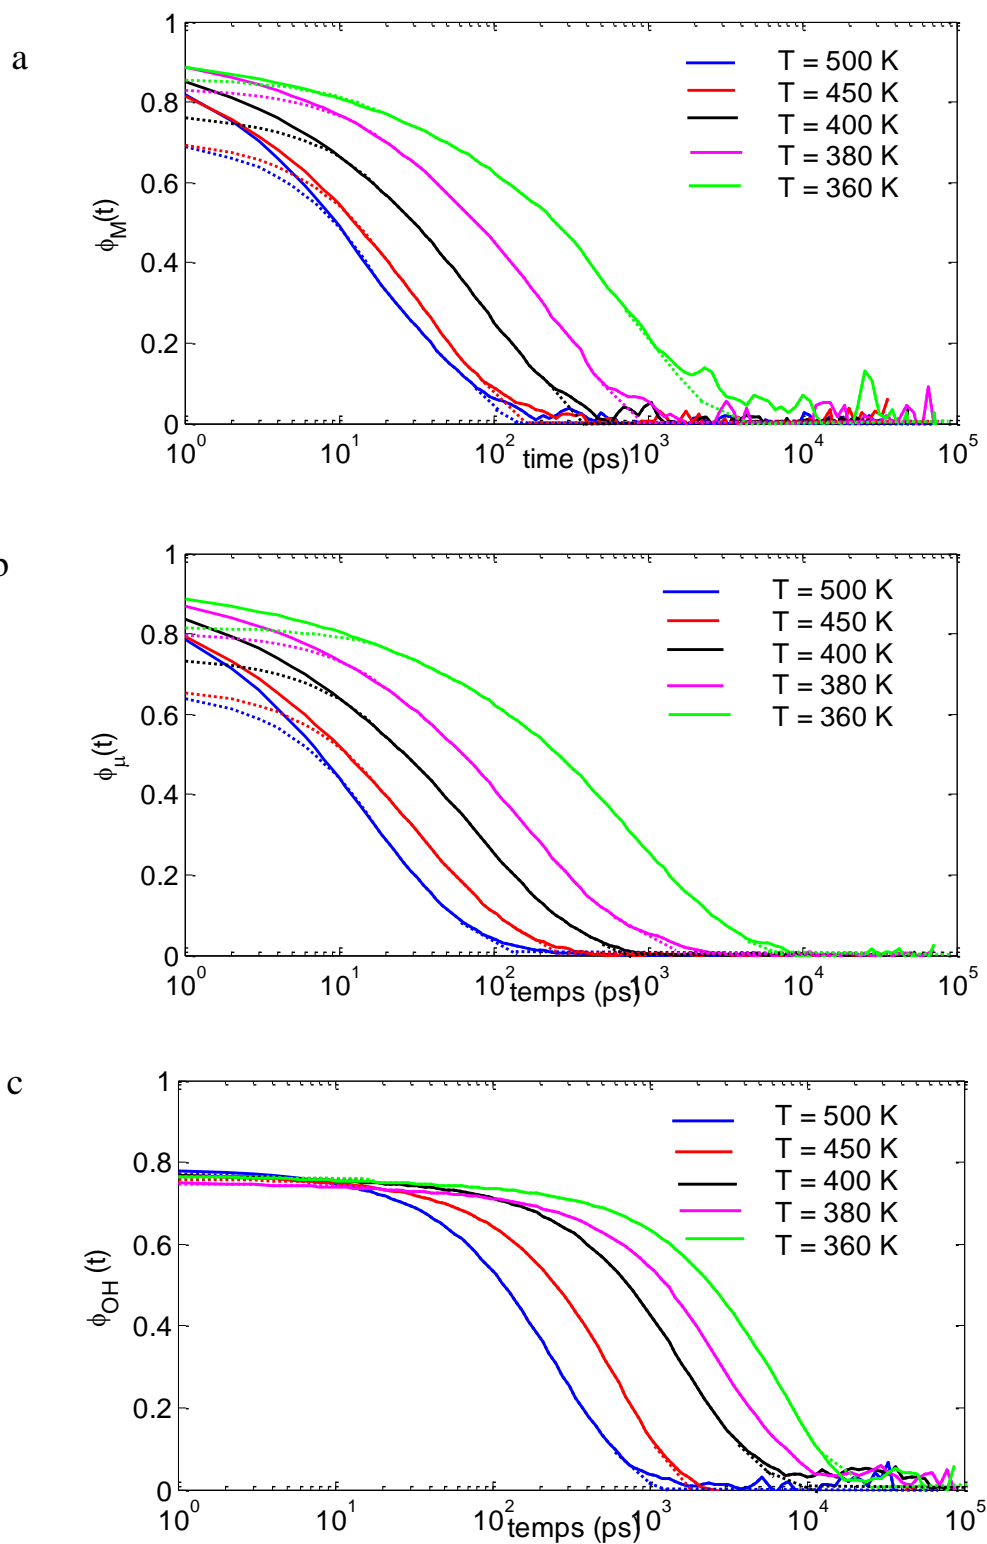 a
1
0.8
0.6
0.4
0.2
0
ϕM(t)
T = 500 K
T = 450 K
T = 400 K
T = 380 K
T = 360 K
10^0 10^1 10^2 10^3 10^4 10^5
time (ps)
b
1
0.8
0.6
0.4
0.2
0
ϕμ(t)
T = 500 K
T = 450 K
T = 400 K
T = 380 K
T = 360 K
10^0 10^1 10^2 10^3 10^4 10^5
temps (ps)
c
1
0.8
0.6
0.4
0.2
0
ϕOH (t)
T = 500 K
T = 450 K
T = 400 K
T = 380 K
T = 360 K
10^0 10^1 10^2 10^3 10^4 10^5
temps (ps)